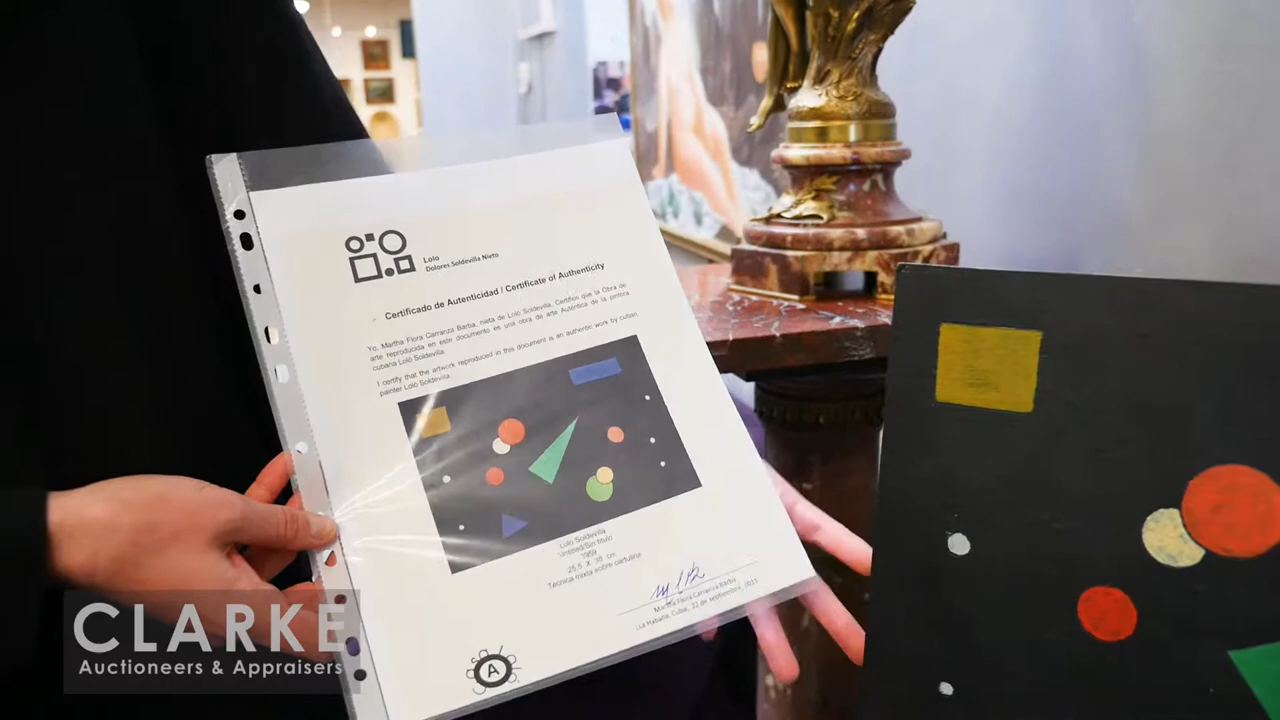 Lolo
Dolores Soldevilla Nieto
Certificado de Autenticidad / Certificate of Authenticity
Yo, Martha Flora Carranza Barba, nieta de Loló Soldevilla, Certifico que la Obra de
arte reproducida en este documento es una obra de arte Auténtica de la pintora
cubana Loló Soldevilla.
I certify that the artwork reproduced in this document is an authentic work by cuban
painter Loló Soldevilla.
Loló Soldevilla
Untitled/Sin título
1959
25,5 X 38 cm.
Técnica mixta sobre cartulina
Martha Flora Carranza Barba
La Habana, Cuba, 22 de septiembre,
A
CLARKE
Auctioneers & Appraisers